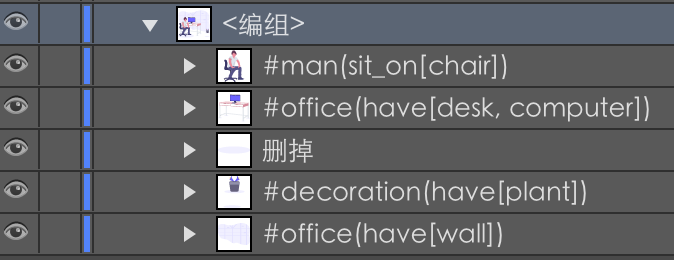 <编组>
#man(sit_on[chair])
#office(have[desk, computer])
删掉
#decoration(have[plant])
#office(have[wall])